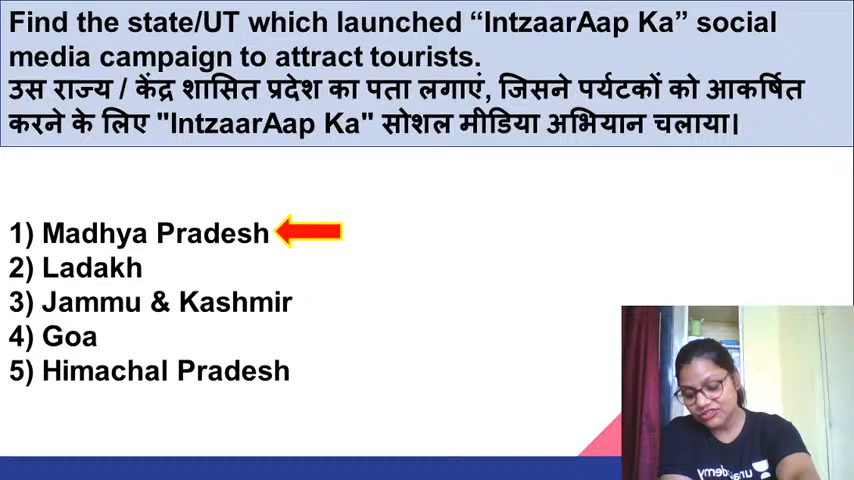 Find the state/UT which launched “IntzaarAap Ka” social
media campaign to attract tourists.
उस राज्य / केंद्र शासित प्रदेश का पता लगाएं, जिसने पर्यटकों को आकर्षित
करने के लिए "IntzaarAap Ka" सोशल मीडिया अभियान चलाया।
1) Madhya Pradesh
2) Ladakh
3) Jammu & Kashmir
4) Goa
5) Himachal Pradesh
unacademy